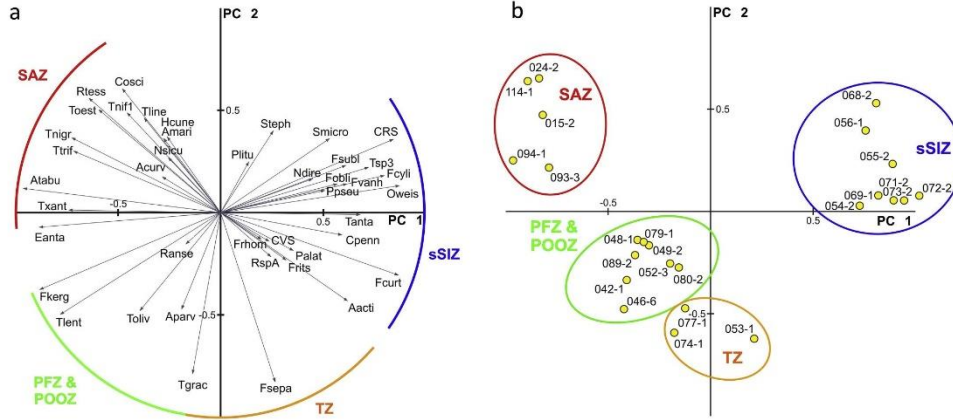 a
PC 2
SAZ
Cosci
Rtess
Toest
Tnif1
Tline
Hcune
Amari
Tnigr
Ttrif
Nsicu
Acurv
Atabu
Txant
Eanta
-0.5
0.5
Steph
Smicro
CRS
Plitu
Fsubl
Tsp3
Ndire
Fobli
Fcyli
Fvanh
Ppseu
Oweis
0.5
PC 1
Tanta
Cpenn
sSIZ
Ranse
Frhom
CVS
Palat
RspA
Frits
Fcurt
Aacti
Fkerg
Tlent
Toliv
Aparv
-0.5
PFZ &
POOZ
Tgrac
Fsepa
TZ
b
PC 2
024-2
114-1
SAZ
015-2
094-1
093-3
0.5
068-2
056-1
sSIZ
055-2
071-2
069-1
073-2
072-2
054-2
-0.5
0.5
PC 1
PFZ &
POOZ
048-1
079-1
049-2
089-2
052-3
080-2
042-1
046-6
-0.5
077-1
053-1
074-1
TZ